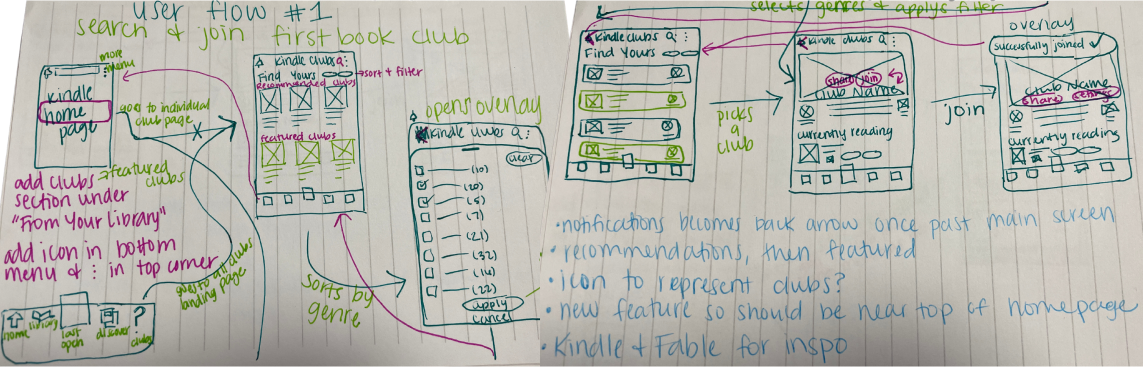 user flow #1
search & join first book club
more menu
kindle
home
page
goes to individual
club page
= featured
clubs
add clubs
section under
"From Your Library"
add icon in bottom
menu & : in top corner
goes to all clubs
landing page
home
library
last
open
discover
?
clubs
Kindle Clubs
Find Yours
sort + filter
Recommended clubs
featured clubs
sorts by
genre
opens overlay
Kindle Clubs
clear
(10)
(20)
(5)
(7)
(21)
(32)
(14)
(22)
apply
cancel
selects genres & applys filter
Kindle Clubs
Find Yours
picks
a
club
Kindle clubs
share
join
Club Name
currently reading
join
overlay
successfully joined ✓
Club Name
share
settings
currently reading
•notifications becomes back arrow once past main screen
•recommendations, then featured
•icon to represent clubs?
•new feature so should be near top of homepage
•Kindle & Fable for inspo